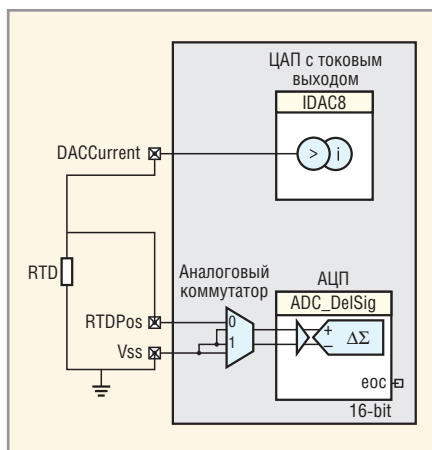 ЦАП с токовым
выходом
IDAC8
> i
DACCurrent
RTD
Аналоговый
коммутатор
АЦП
ADC_DelSig
RTDPos
0
1
Vss
+
−
ΔΣ
eoc
16-bit